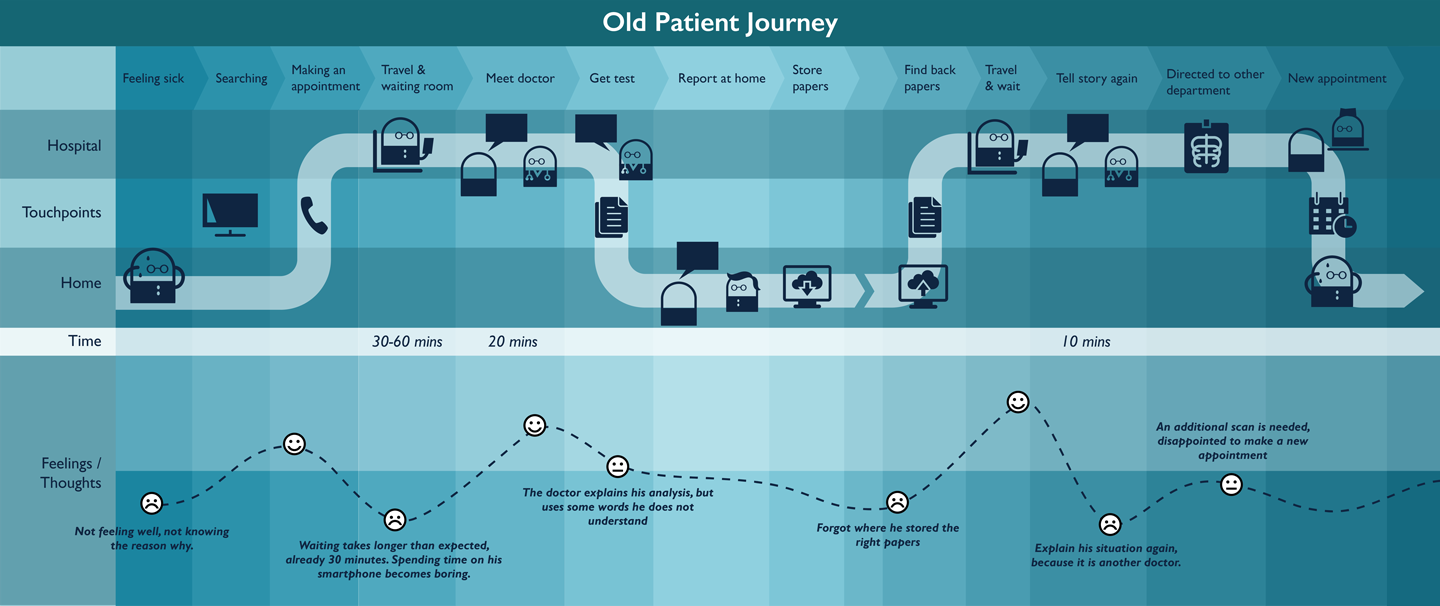 Old Patient Journey
Feeling sick
Searching
Making an
appointment
Travel &
waiting room
Meet doctor
Get test
Report at home
Store
papers
Find back
papers
Travel
& wait
Tell story again
Directed to other
department
New appointment
Hospital
Touchpoints
Home
Time
30-60 mins
20 mins
10 mins
Feelings /
Thoughts
Not feeling well, not knowing
the reason why.
Waiting takes longer than expected,
already 30 minutes. Spending time on his
smartphone becomes boring.
The doctor explains his analysis, but
uses some words he does not
understand
Forgot where he stored the
right papers
Explain his situation again,
because it is another doctor.
An additional scan is needed,
disappointed to make a new
appointment